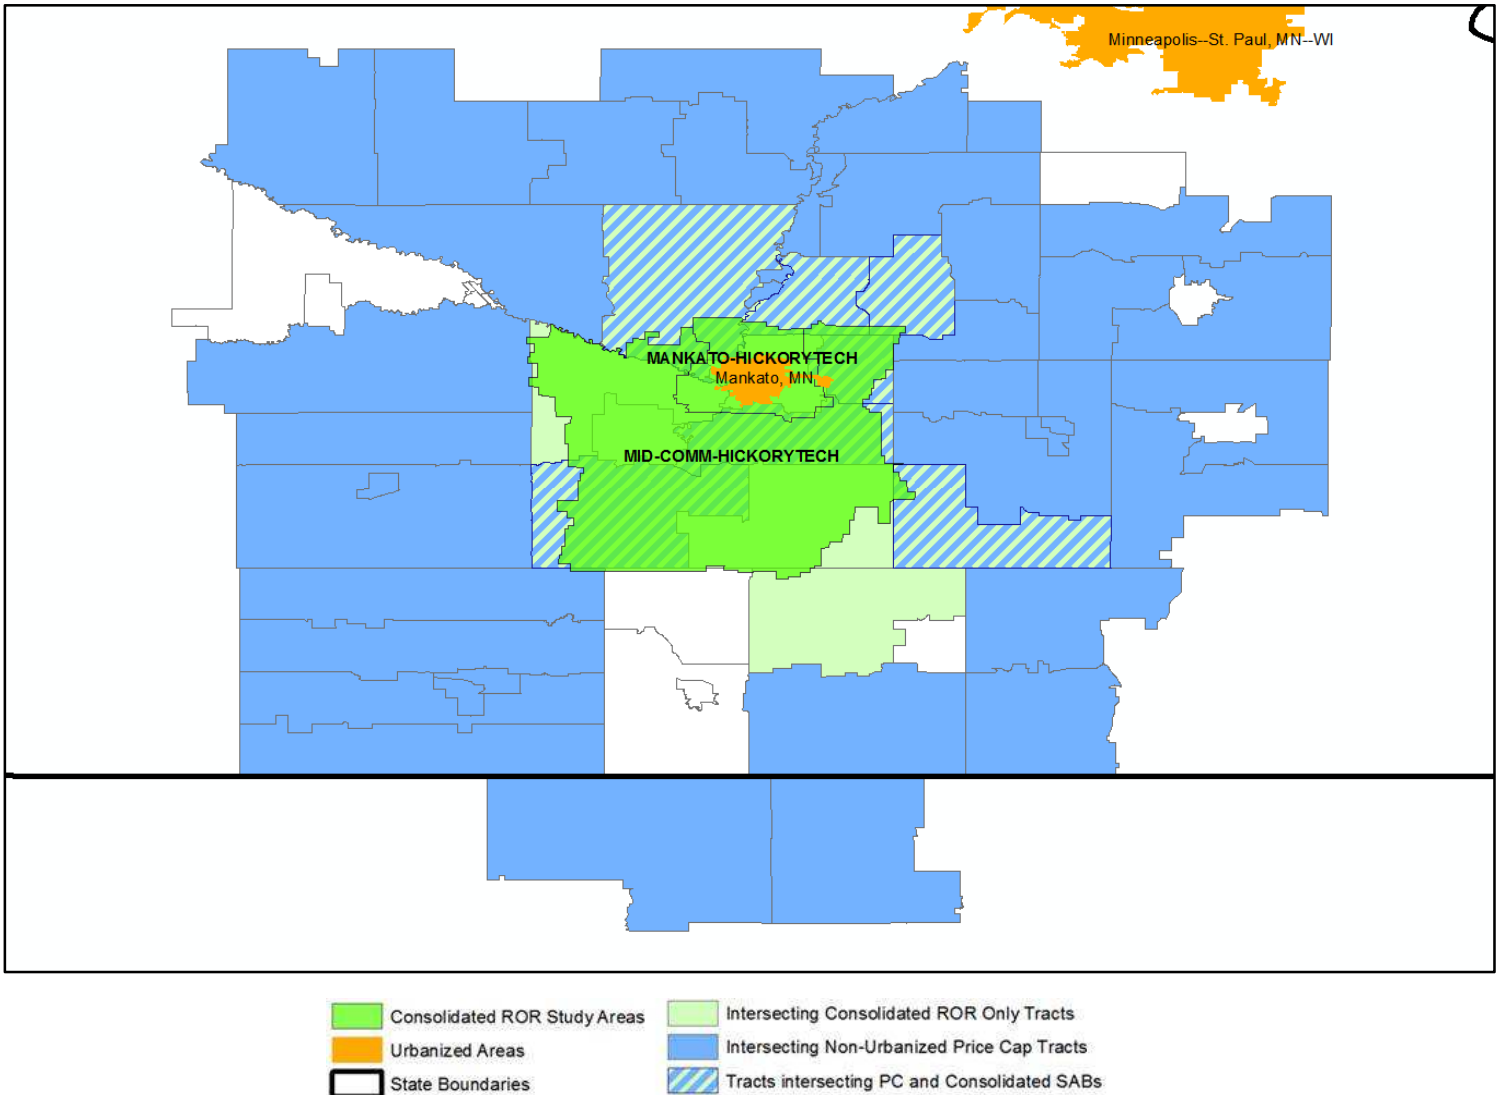 Minneapolis--St. Paul, MN--WI
MANKATO-HICKORYTECH
Mankato, MN
MID-COMM-HICKORYTECH
Consolidated ROR Study Areas
Urbanized Areas
State Boundaries
Intersecting Consolidated ROR Only Tracts
Intersecting Non-Urbanized Price Cap Tracts
Tracts intersecting PC and Consolidated SABs